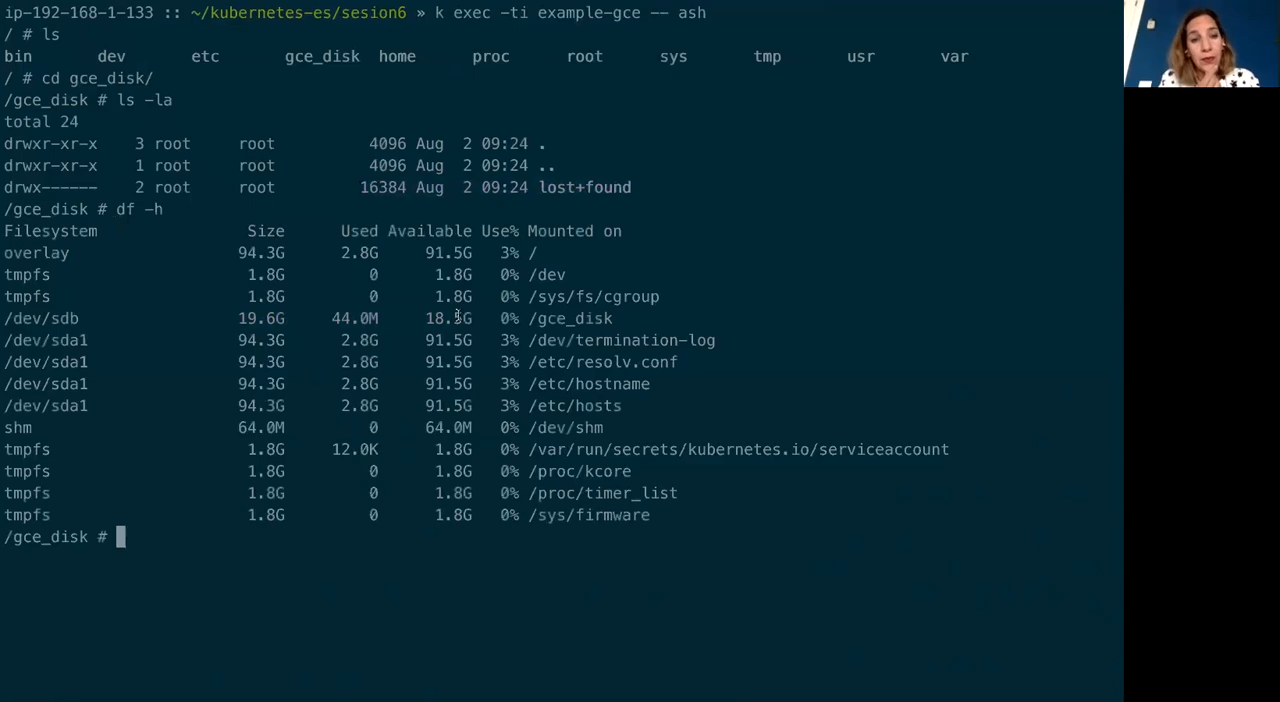 ip-192-168-1-133 :: ~/kubernetes-es/sesion6 » k exec -ti example-gce -- ash
/ # ls
bin dev etc gce_disk home proc root sys tmp usr var
/ # cd gce_disk/
/gce_disk # ls -la
total 24
drwxr-xr-x 3 root root 4096 Aug 2 09:24 .
drwxr-xr-x 1 root root 4096 Aug 2 09:24 ..
drwx------ 2 root root 16384 Aug 2 09:24 lost+found
/gce_disk # df -h
Filesystem Size Used Available Use% Mounted on
overlay 94.3G 2.8G 91.5G 3% /
tmpfs 1.8G 0 1.8G 0% /dev
tmpfs 1.8G 0 1.8G 0% /sys/fs/cgroup
/dev/sdb 19.6G 44.0M 0% /gce_disk
/dev/sda1 94.3G 2.8G 91.5G 3% /dev/termination-log
/dev/sda1 94.3G 2.8G 91.5G 3% /etc/resolv.conf
/dev/sda1 94.3G 2.8G 91.5G 3% /etc/hostname
/dev/sda1 94.3G 2.8G 91.5G 3% /etc/hosts
shm 64.0M 0 64.0M 0% /dev/shm
tmpfs 1.8G 12.0K 1.8G 0% /var/run/secrets/kubernetes.io/serviceaccount
tmpfs 1.8G 0 1.8G 0% /proc/kcore
tmpfs 1.8G 0 1.8G 0% /proc/timer_list
tmpfs 1.8G 0 1.8G 0% /sys/firmware
/gce_disk #